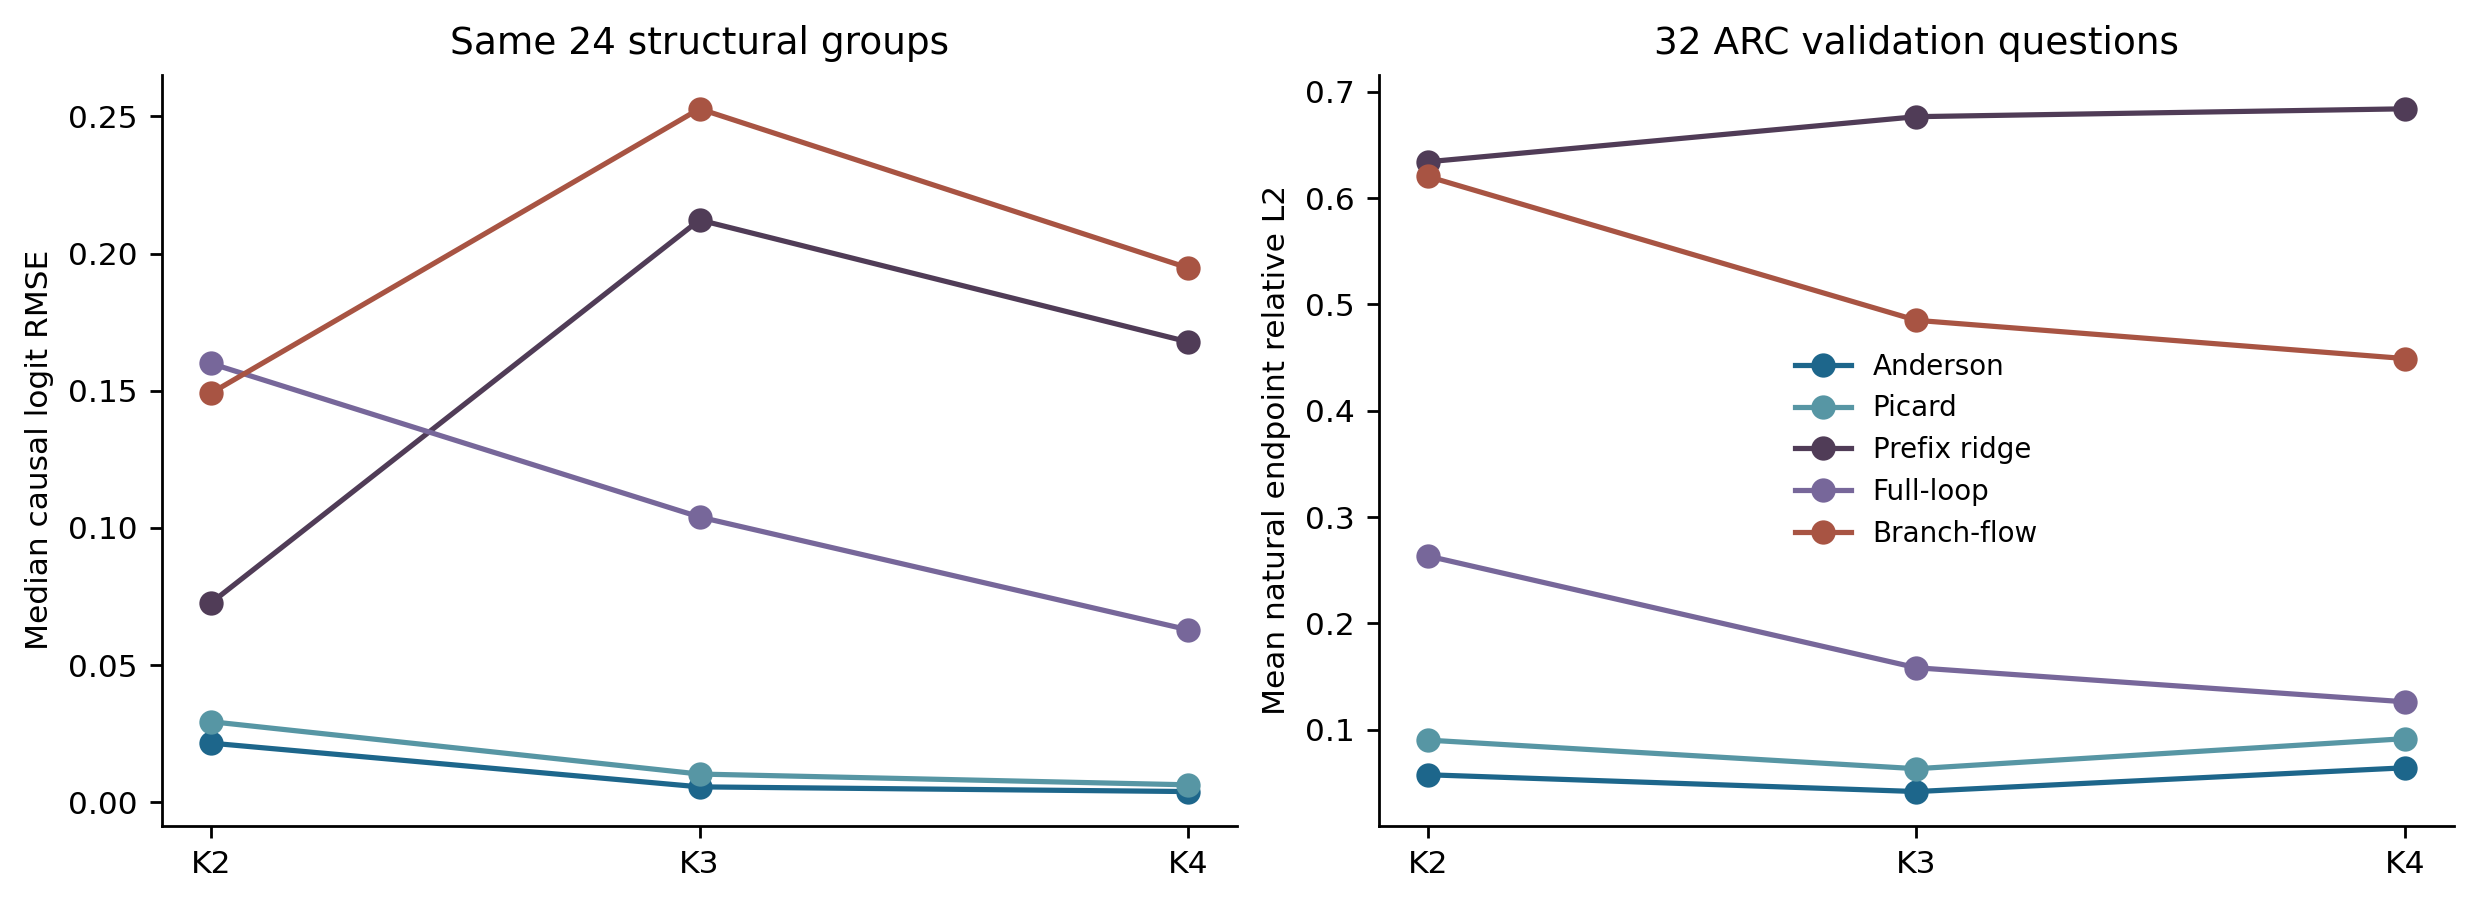 Same 24 structural groups
Median causal logit RMSE
0.25
0.20
0.15
0.10
0.05
0.00
K2
K3
K4
32 ARC validation questions
Mean natural endpoint relative L2
0.7
0.6
0.5
0.4
0.3
0.2
0.1
Anderson
Picard
Prefix ridge
Full-loop
Branch-flow
K2
K3
K4